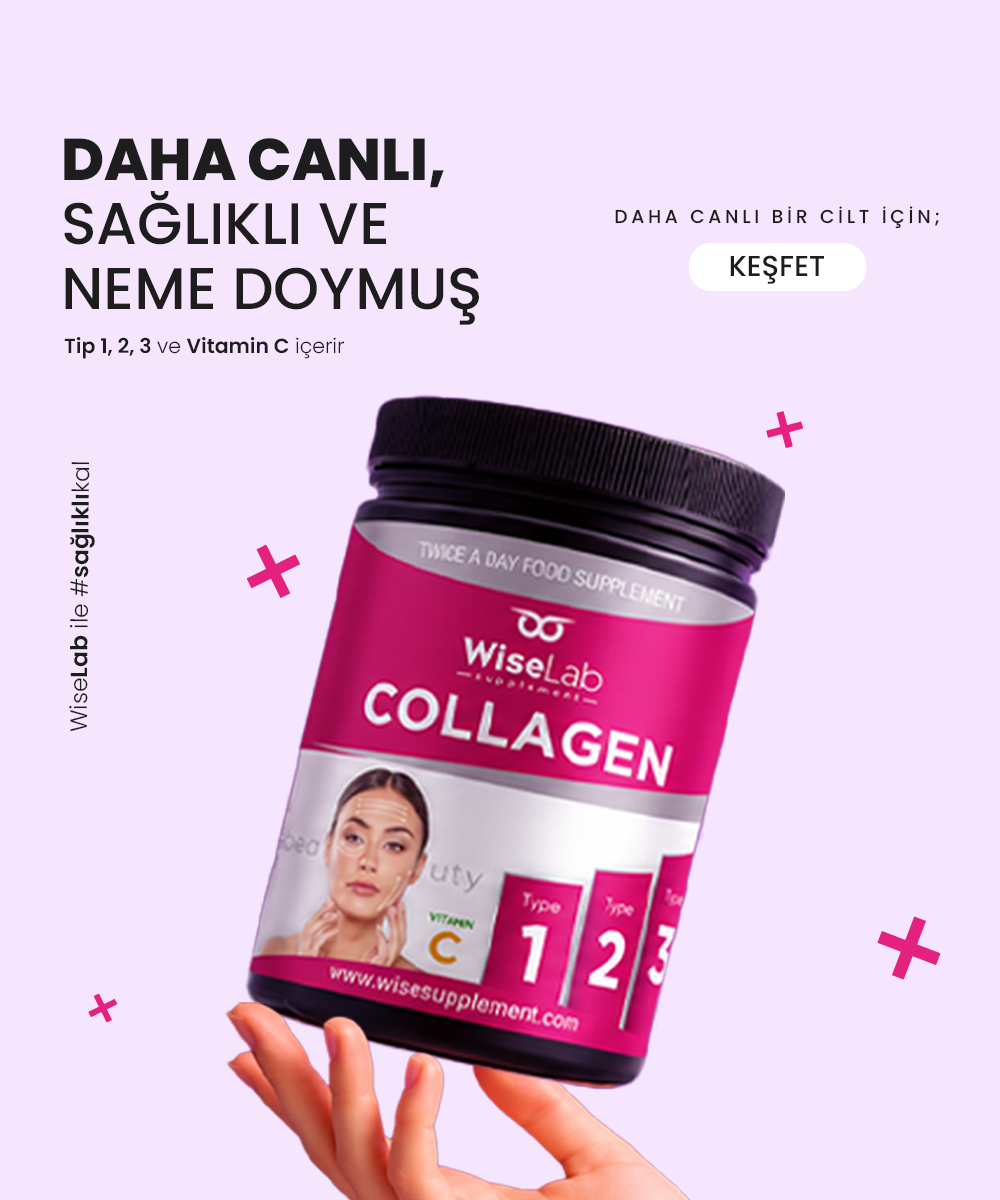 DAHA CANLI,
SAĞLIKLI VE
NEME DOYMUŞ
Tip 1, 2, 3 ve Vitamin C içerir
DAHA CANLI BİR CİLT İÇİN;
KEŞFET
WiseLab ile #sağlıklıkal
TWICE A DAY FOOD SUPPLEMENT
WiseLab
supplement
COLLAGEN
uty
VITAMIN
C
Type
1
Type
2
3
www.wisesupplement.com